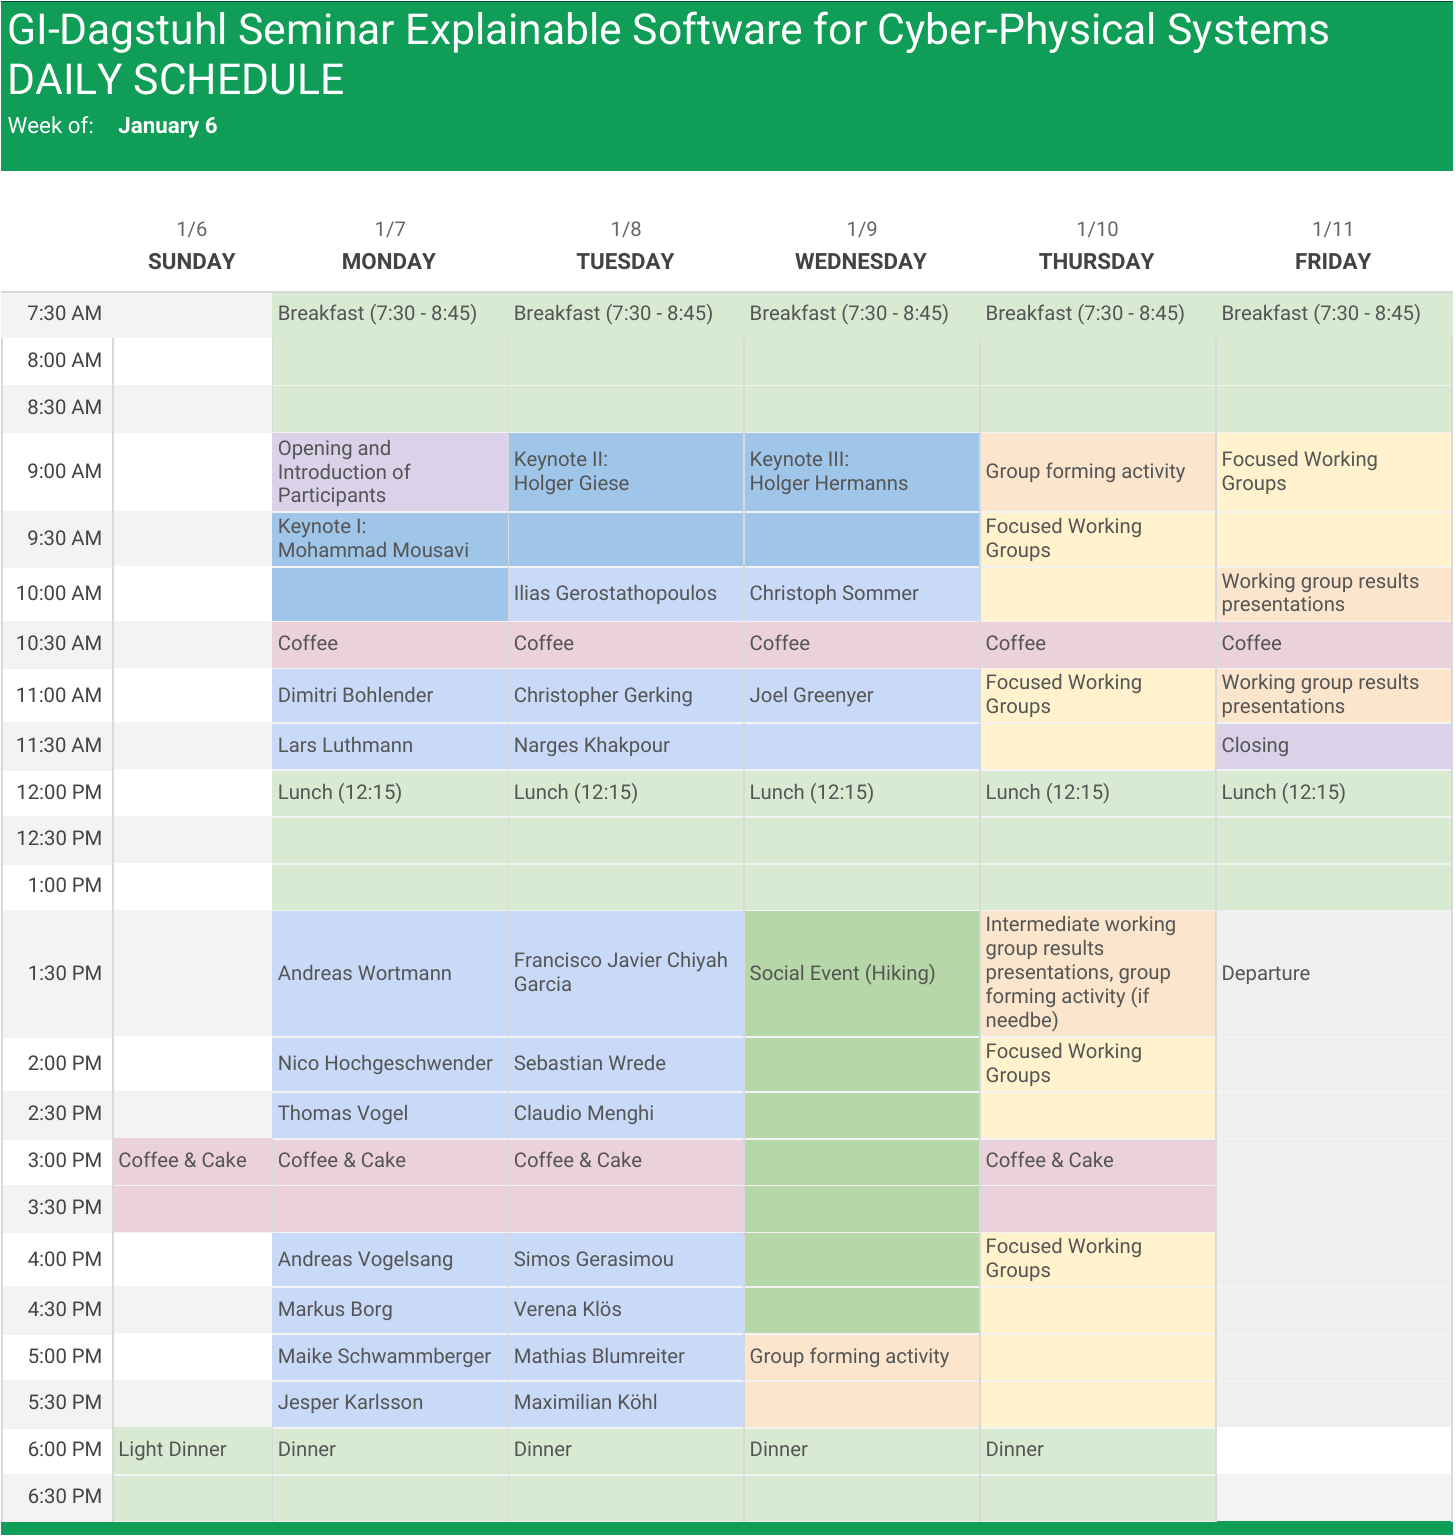 GI-Dagstuhl Seminar Explainable Software for Cyber-Physical Systems
DAILY SCHEDULE
Week of: January 6
1/6 1/7 1/8 1/9 1/10 1/11
SUNDAY MONDAY TUESDAY WEDNESDAY THURSDAY FRIDAY
7:30 AM Breakfast (7:30 - 8:45) Breakfast (7:30 - 8:45) Breakfast (7:30 - 8:45) Breakfast (7:30 - 8:45) Breakfast (7:30 - 8:45)
8:00 AM
8:30 AM
9:00 AM
Opening and
Introduction of
Participants
Keynote II:
Holger Giese
Keynote III:
Holger Hermanns
Group forming activity
Focused Working
Groups
9:30 AM
Keynote I:
Mohammad Mousavi
Focused Working
Groups
10:00 AM Ilias Gerostathopoulos Christoph Sommer
Working group results
presentations
10:30 AM Coffee Coffee Coffee Coffee Coffee
11:00 AM Dimitri Bohlender Christopher Gerking Joel Greenyer
Focused Working
Groups
Working group results
presentations
11:30 AM Lars Luthmann Narges Khakpour Closing
12:00 PM Lunch (12:15) Lunch (12:15) Lunch (12:15) Lunch (12:15) Lunch (12:15)
12:30 PM
1:00 PM
1:30 PM Andreas Wortmann
Francisco Javier Chiyah
Garcia
Social Event (Hiking)
Intermediate working
group results
presentations, group
forming activity (if
needbe)
Departure
2:00 PM Nico Hochgeschwender Sebastian Wrede
Focused Working
Groups
2:30 PM Thomas Vogel Claudio Menghi
3:00 PM Coffee & Cake Coffee & Cake Coffee & Cake Coffee & Cake
3:30 PM
4:00 PM Andreas Vogelsang Simos Gerasimou
Focused Working
Groups
4:30 PM Markus Borg Verena Klös
5:00 PM Maike Schwammberger Mathias Blumreiter Group forming activity
5:30 PM Jesper Karlsson Maximilian Köhl
6:00 PM Light Dinner Dinner Dinner Dinner Dinner
6:30 PM